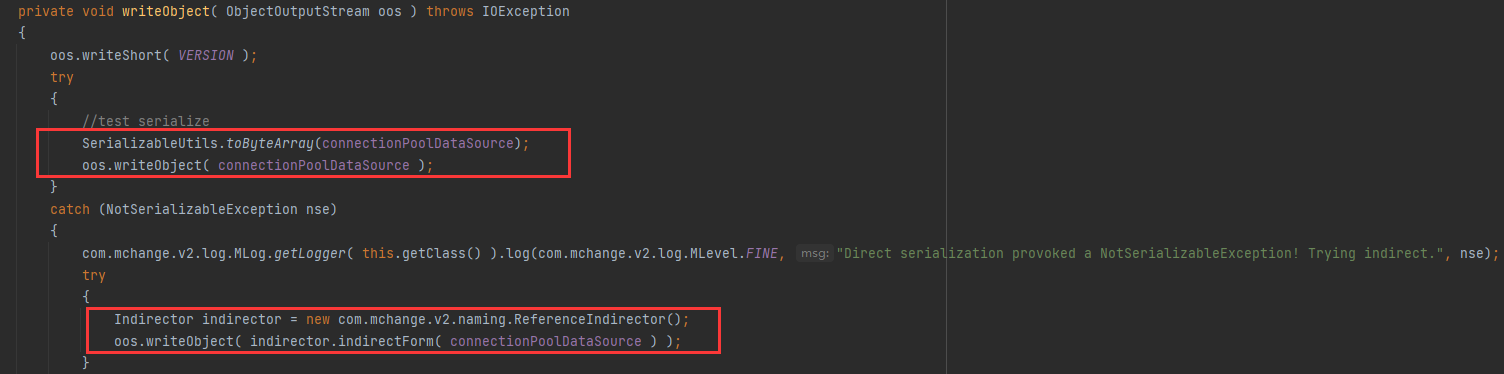 private void writeObject( ObjectOutputStream oos ) throws IOException
{
oos.writeShort( VERSION );
try
{
//test serialize
SerializableUtils.toByteArray(connectionPoolDataSource);
oos.writeObject( connectionPoolDataSource );
}
catch (NotSerializableException nse)
{
com.mchange.v2.log.MLog.getLogger( this.getClass() ).log(com.mchange.v2.log.MLevel.FINE, msg: "Direct serialization provoked a NotSerializableException! Trying indirect.", nse);
try
{
Indirector indirector = new com.mchange.v2.naming.ReferenceIndirector();
oos.writeObject( indirector.indirectForm( connectionPoolDataSource ) );
}